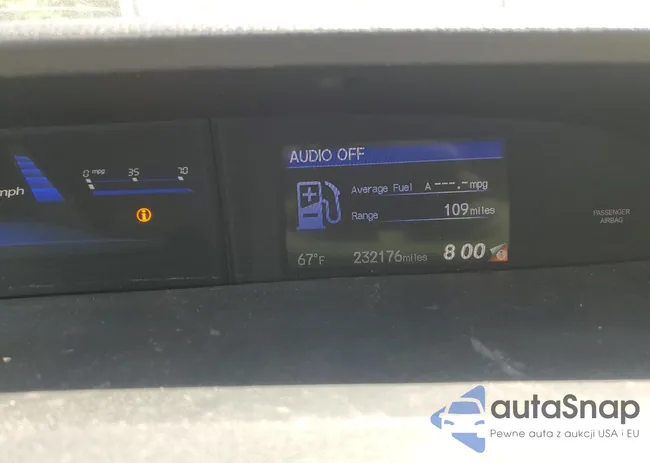 AUDIO OFF
0 mpg 35 70
mph
Average Fuel A ---.- mpg
Range 109 miles
PASSENGER
AIRBAG
67°F 232176 miles 8:00
autaSnap
Pewne auta z aukcji USA i EU